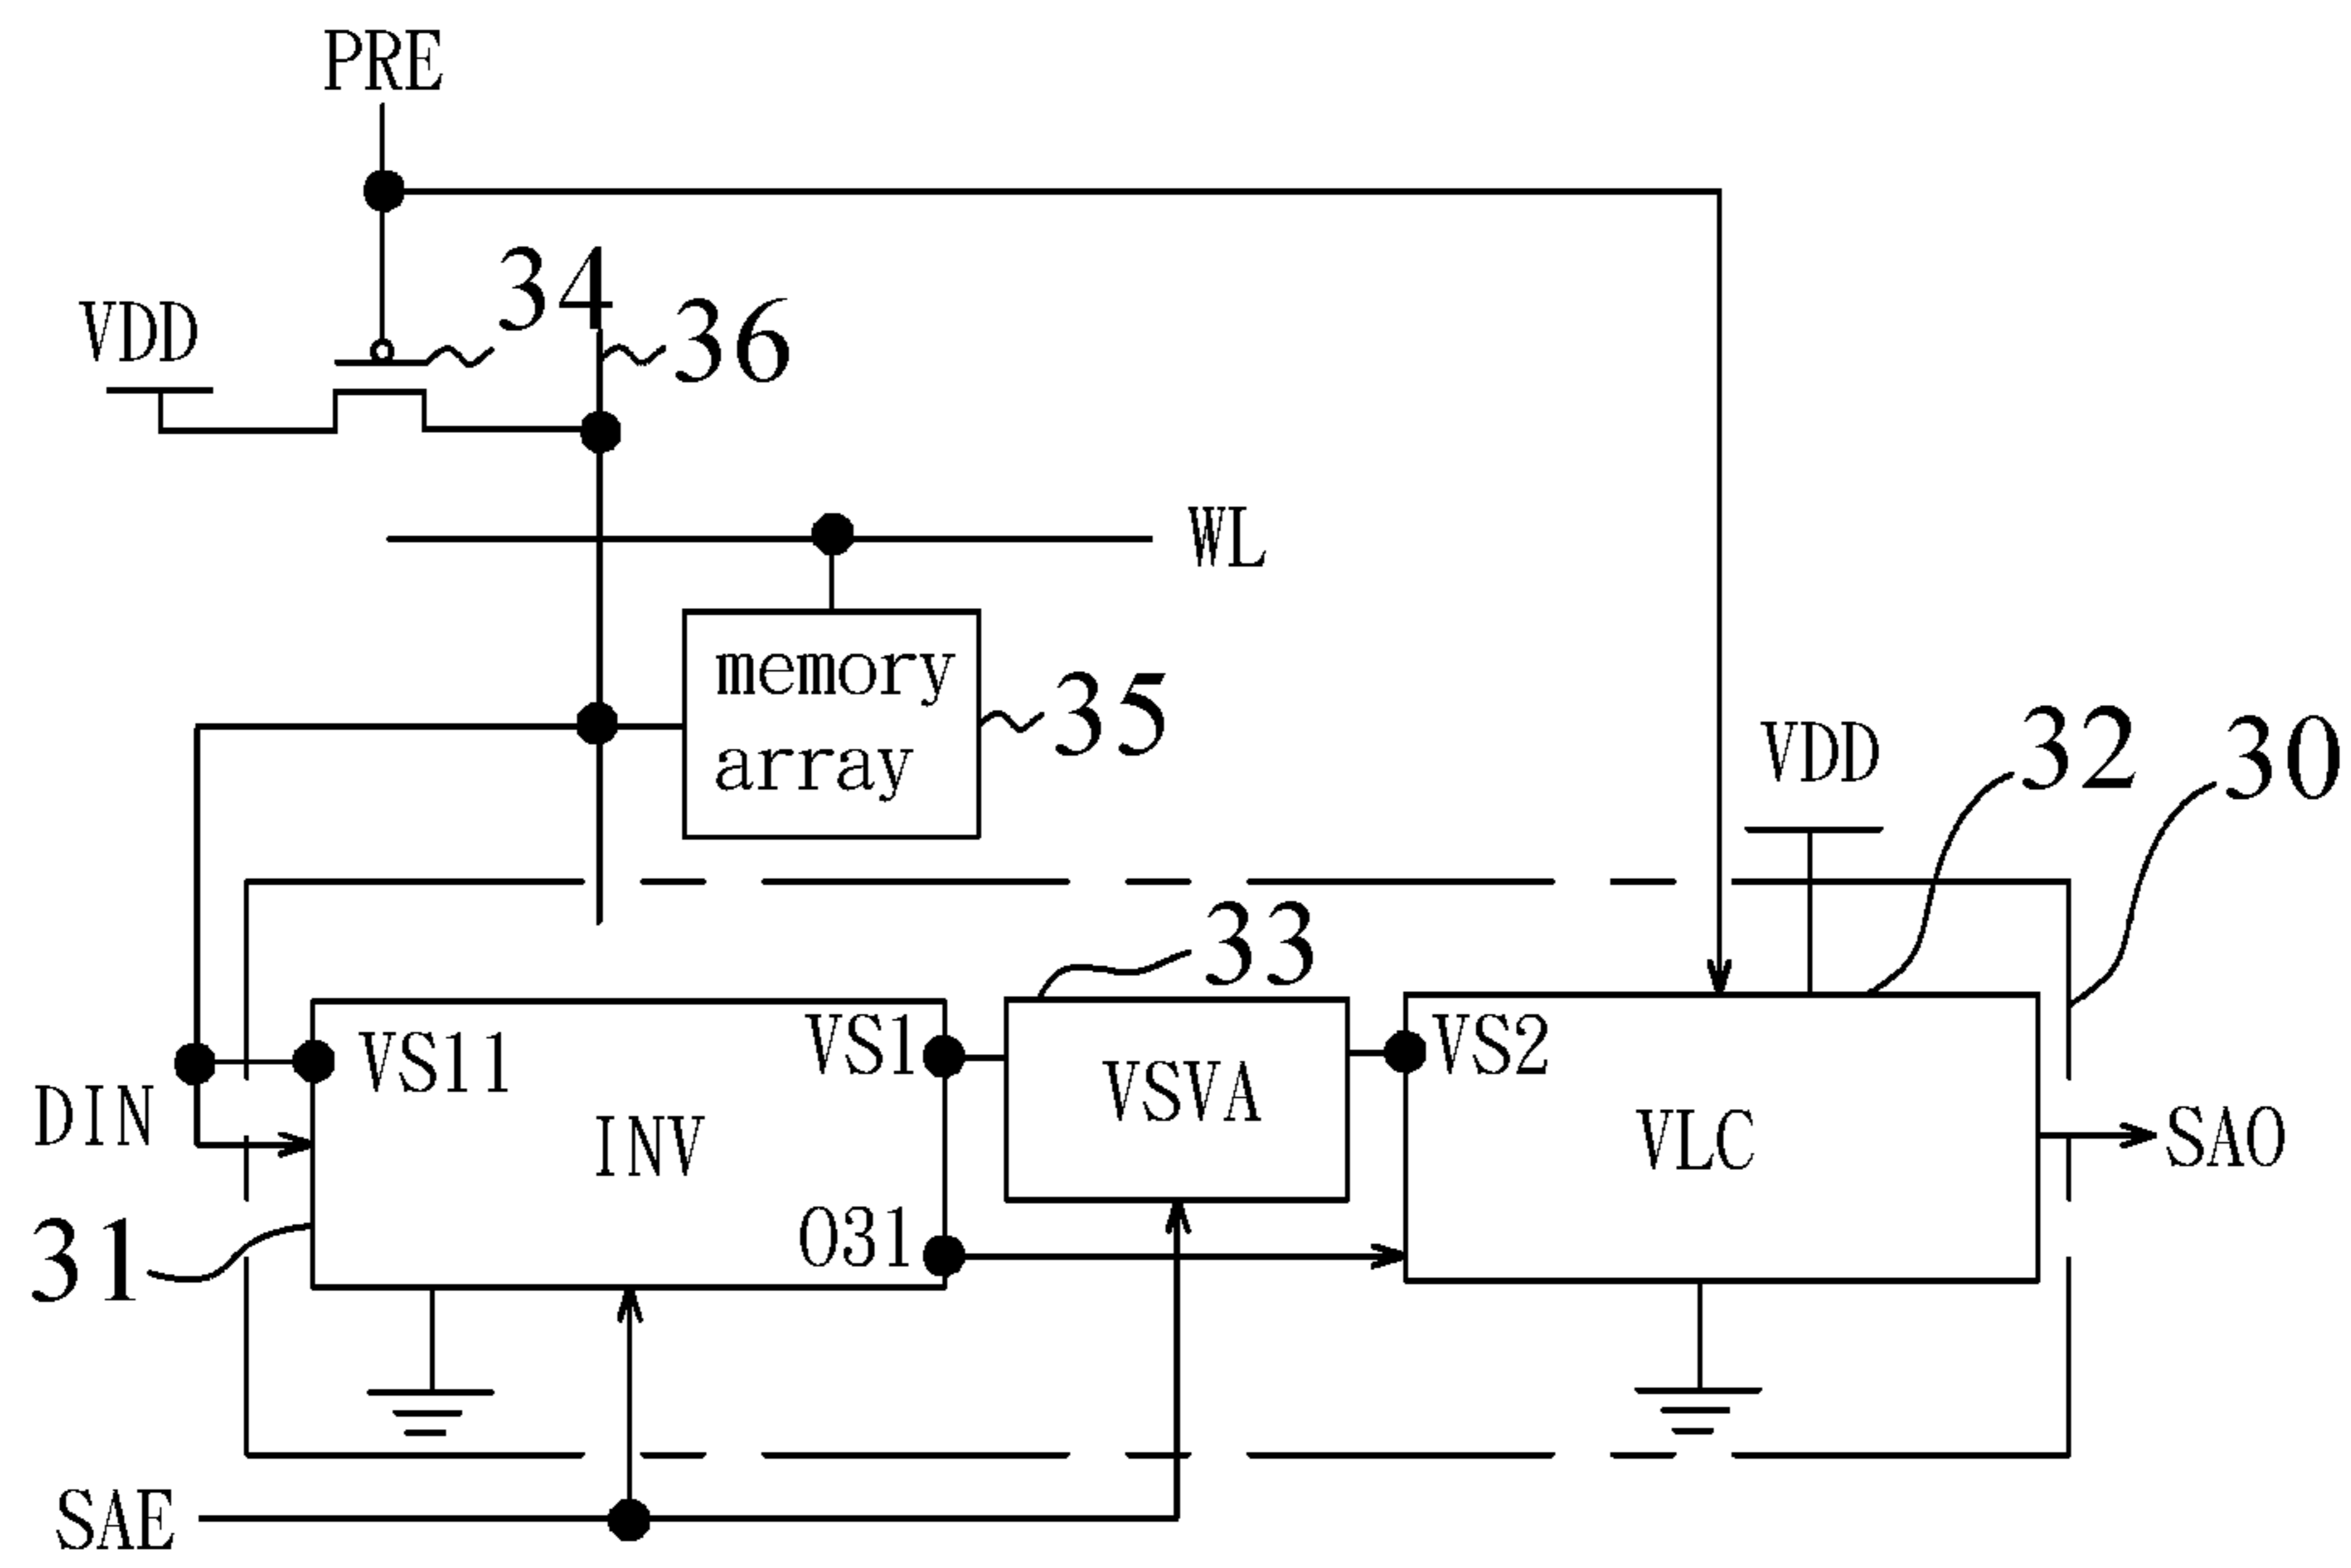 PRE
34
VDD
36
WL
memory
array
35
VDD
32
30
33
VS11
VS1
VS2
DIN
INV
VSVA
VLC
SAO
31
O31
SAE